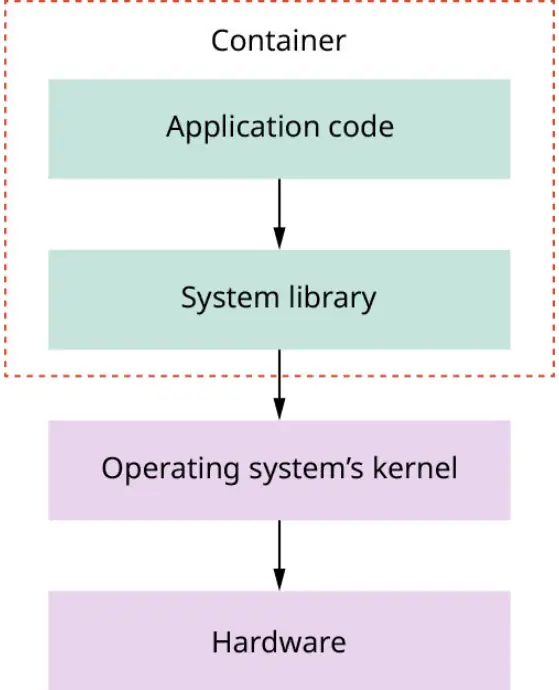 Container
Application code
System library
Operating system’s kernel
Hardware